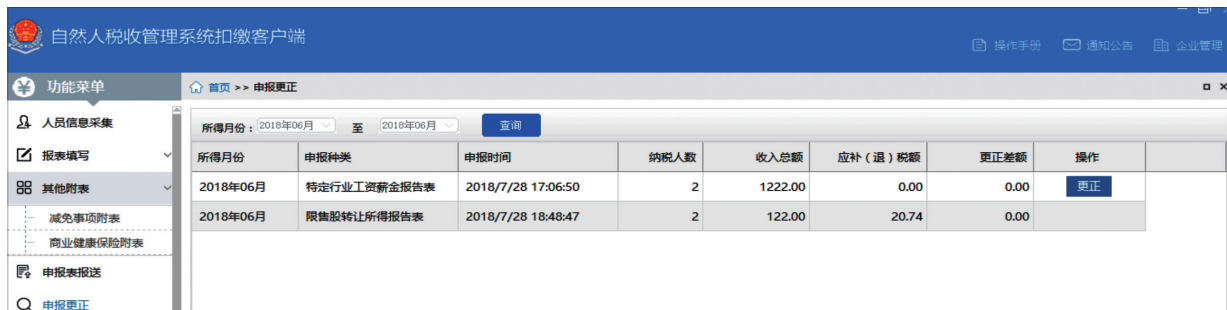 自然人税收管理系统扣缴客户端
操作手册 通知公告 企业管理
功能菜单 首页 >> 申报更正
人员信息采集
所得月份：2018年06月 至 2018年06月 查询
报表填写
所得月份 申报种类 申报时间 纳税人数 收入总额 应补（退）税额 更正差额 操作
其他附表
2018年06月 特定行业工资薪金报告表 2018/7/28 17:06:50 2 1222.00 0.00 0.00 更正
减免事项附表
2018年06月 限售股转让所得报告表 2018/7/28 18:48:47 2 122.00 20.74 0.00
商业健康保险附表
申报表报送
申报更正